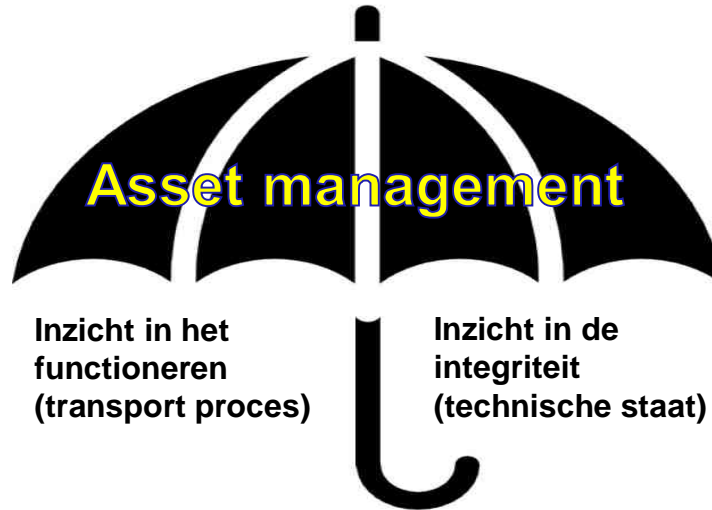 Asset management
Inzicht in het
functioneren
(transport proces)
Inzicht in de
integriteit
(technische staat)